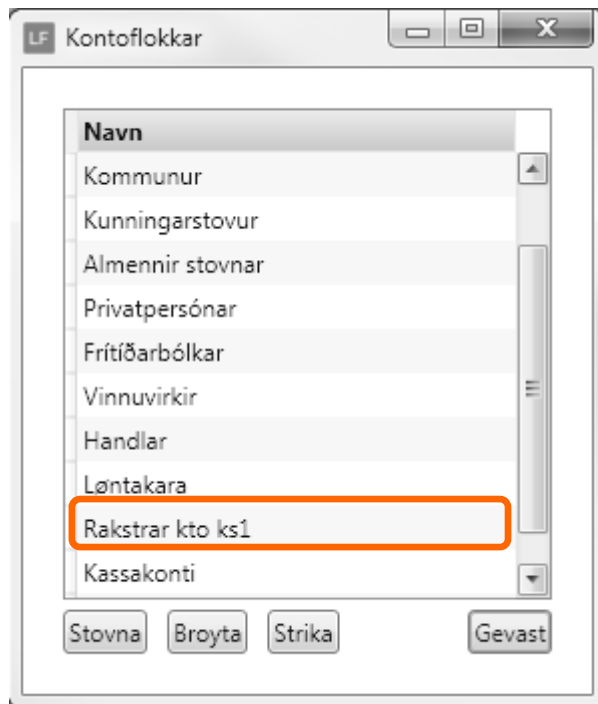 LF Kontoflokkar
Navn
Kommunur
Kunningarstovur
Almennir stovnar
Privatpersónar
Frítíðarbólkar
Vinnuvirkir
Handlar
Løntakara
Rakstrar kto ks1
Kassakonti
Stovna Broyta Strika Gevast